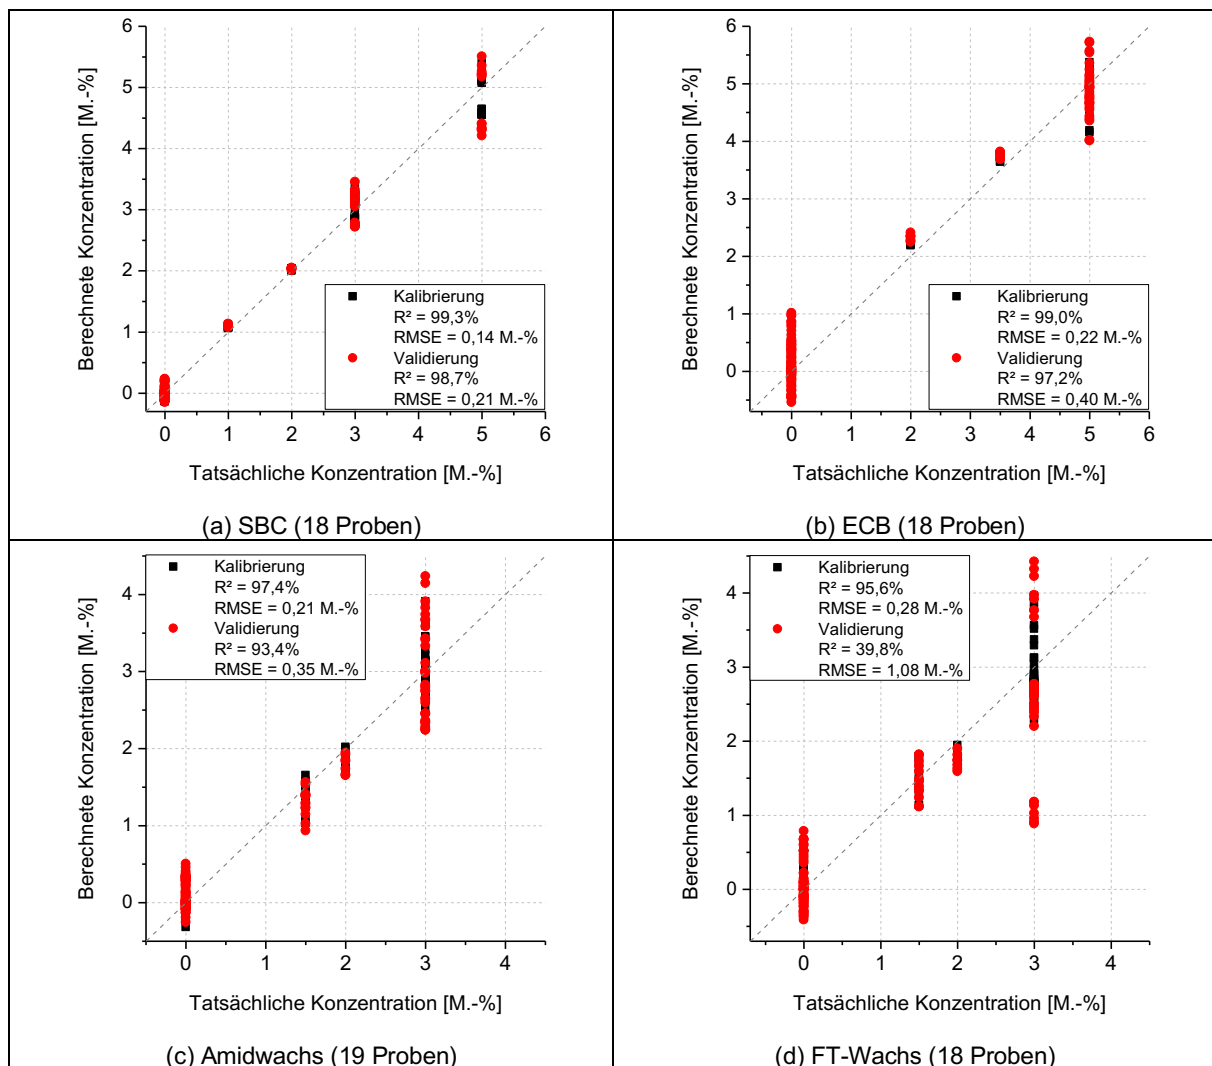 6
5
4
3
2
1
0
Berechnete Konzentration [M.-%]
Kalibrierung
R² = 99,3%
RMSE = 0,14 M.-%
Validierung
R² = 98,7%
RMSE = 0,21 M.-%
0 1 2 3 4 5 6
Tatsächliche Konzentration [M.-%]
(a) SBC (18 Proben)
6
5
4
3
2
1
0
Berechnete Konzentration [M.-%]
Kalibrierung
R² = 99,0%
RMSE = 0,22 M.-%
Validierung
R² = 97,2%
RMSE = 0,40 M.-%
0 1 2 3 4 5 6
Tatsächliche Konzentration [M.-%]
(b) ECB (18 Proben)
Kalibrierung
R² = 97,4%
RMSE = 0,21 M.-%
Validierung
R² = 93,4%
RMSE = 0,35 M.-%
4
3
2
1
0
Berechnete Konzentration [M.-%]
0 1 2 3 4
Tatsächliche Konzentration [M.-%]
(c) Amidwachs (19 Proben)
Kalibrierung
R² = 95,6%
RMSE = 0,28 M.-%
Validierung
R² = 39,8%
RMSE = 1,08 M.-%
4
3
2
1
0
Berechnete Konzentration [M.-%]
0 1 2 3 4
Tatsächliche Konzentration [M.-%]
(d) FT-Wachs (18 Proben)